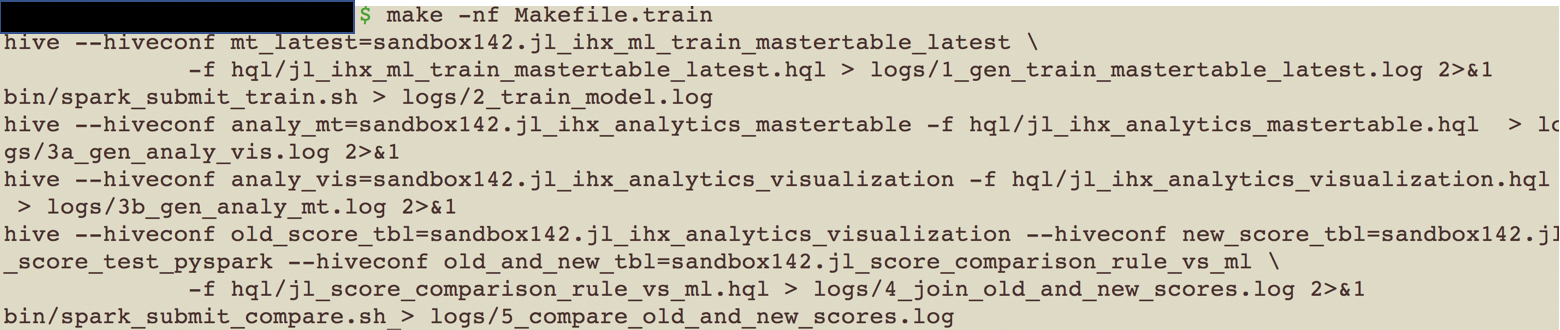 $ make -nf Makefile.train
hive --hiveconf mt_latest=sandbox142.jl_ihx_ml_train_mastertable_latest \
-f hql/jl_ihx_ml_train_mastertable_latest.hql > logs/1_gen_train_mastertable_latest.log 2>&1
bin/spark_submit_train.sh > logs/2_train_model.log
hive --hiveconf analy_mt=sandbox142.jl_ihx_analytics_mastertable -f hql/jl_ihx_analytics_mastertable.hql  > lo
gs/3a_gen_analy_vis.log 2>&1
hive --hiveconf analy_vis=sandbox142.jl_ihx_analytics_visualization -f hql/jl_ihx_analytics_visualization.hql
> logs/3b_gen_analy_mt.log 2>&1
hive --hiveconf old_score_tbl=sandbox142.jl_ihx_analytics_visualization --hiveconf new_score_tbl=sandbox142.jl
_score_test_pyspark --hiveconf old_and_new_tbl=sandbox142.jl_score_comparison_rule_vs_ml \
-f hql/jl_score_comparison_rule_vs_ml.hql > logs/4_join_old_and_new_scores.log 2>&1
bin/spark_submit_compare.sh > logs/5_compare_old_and_new_scores.log